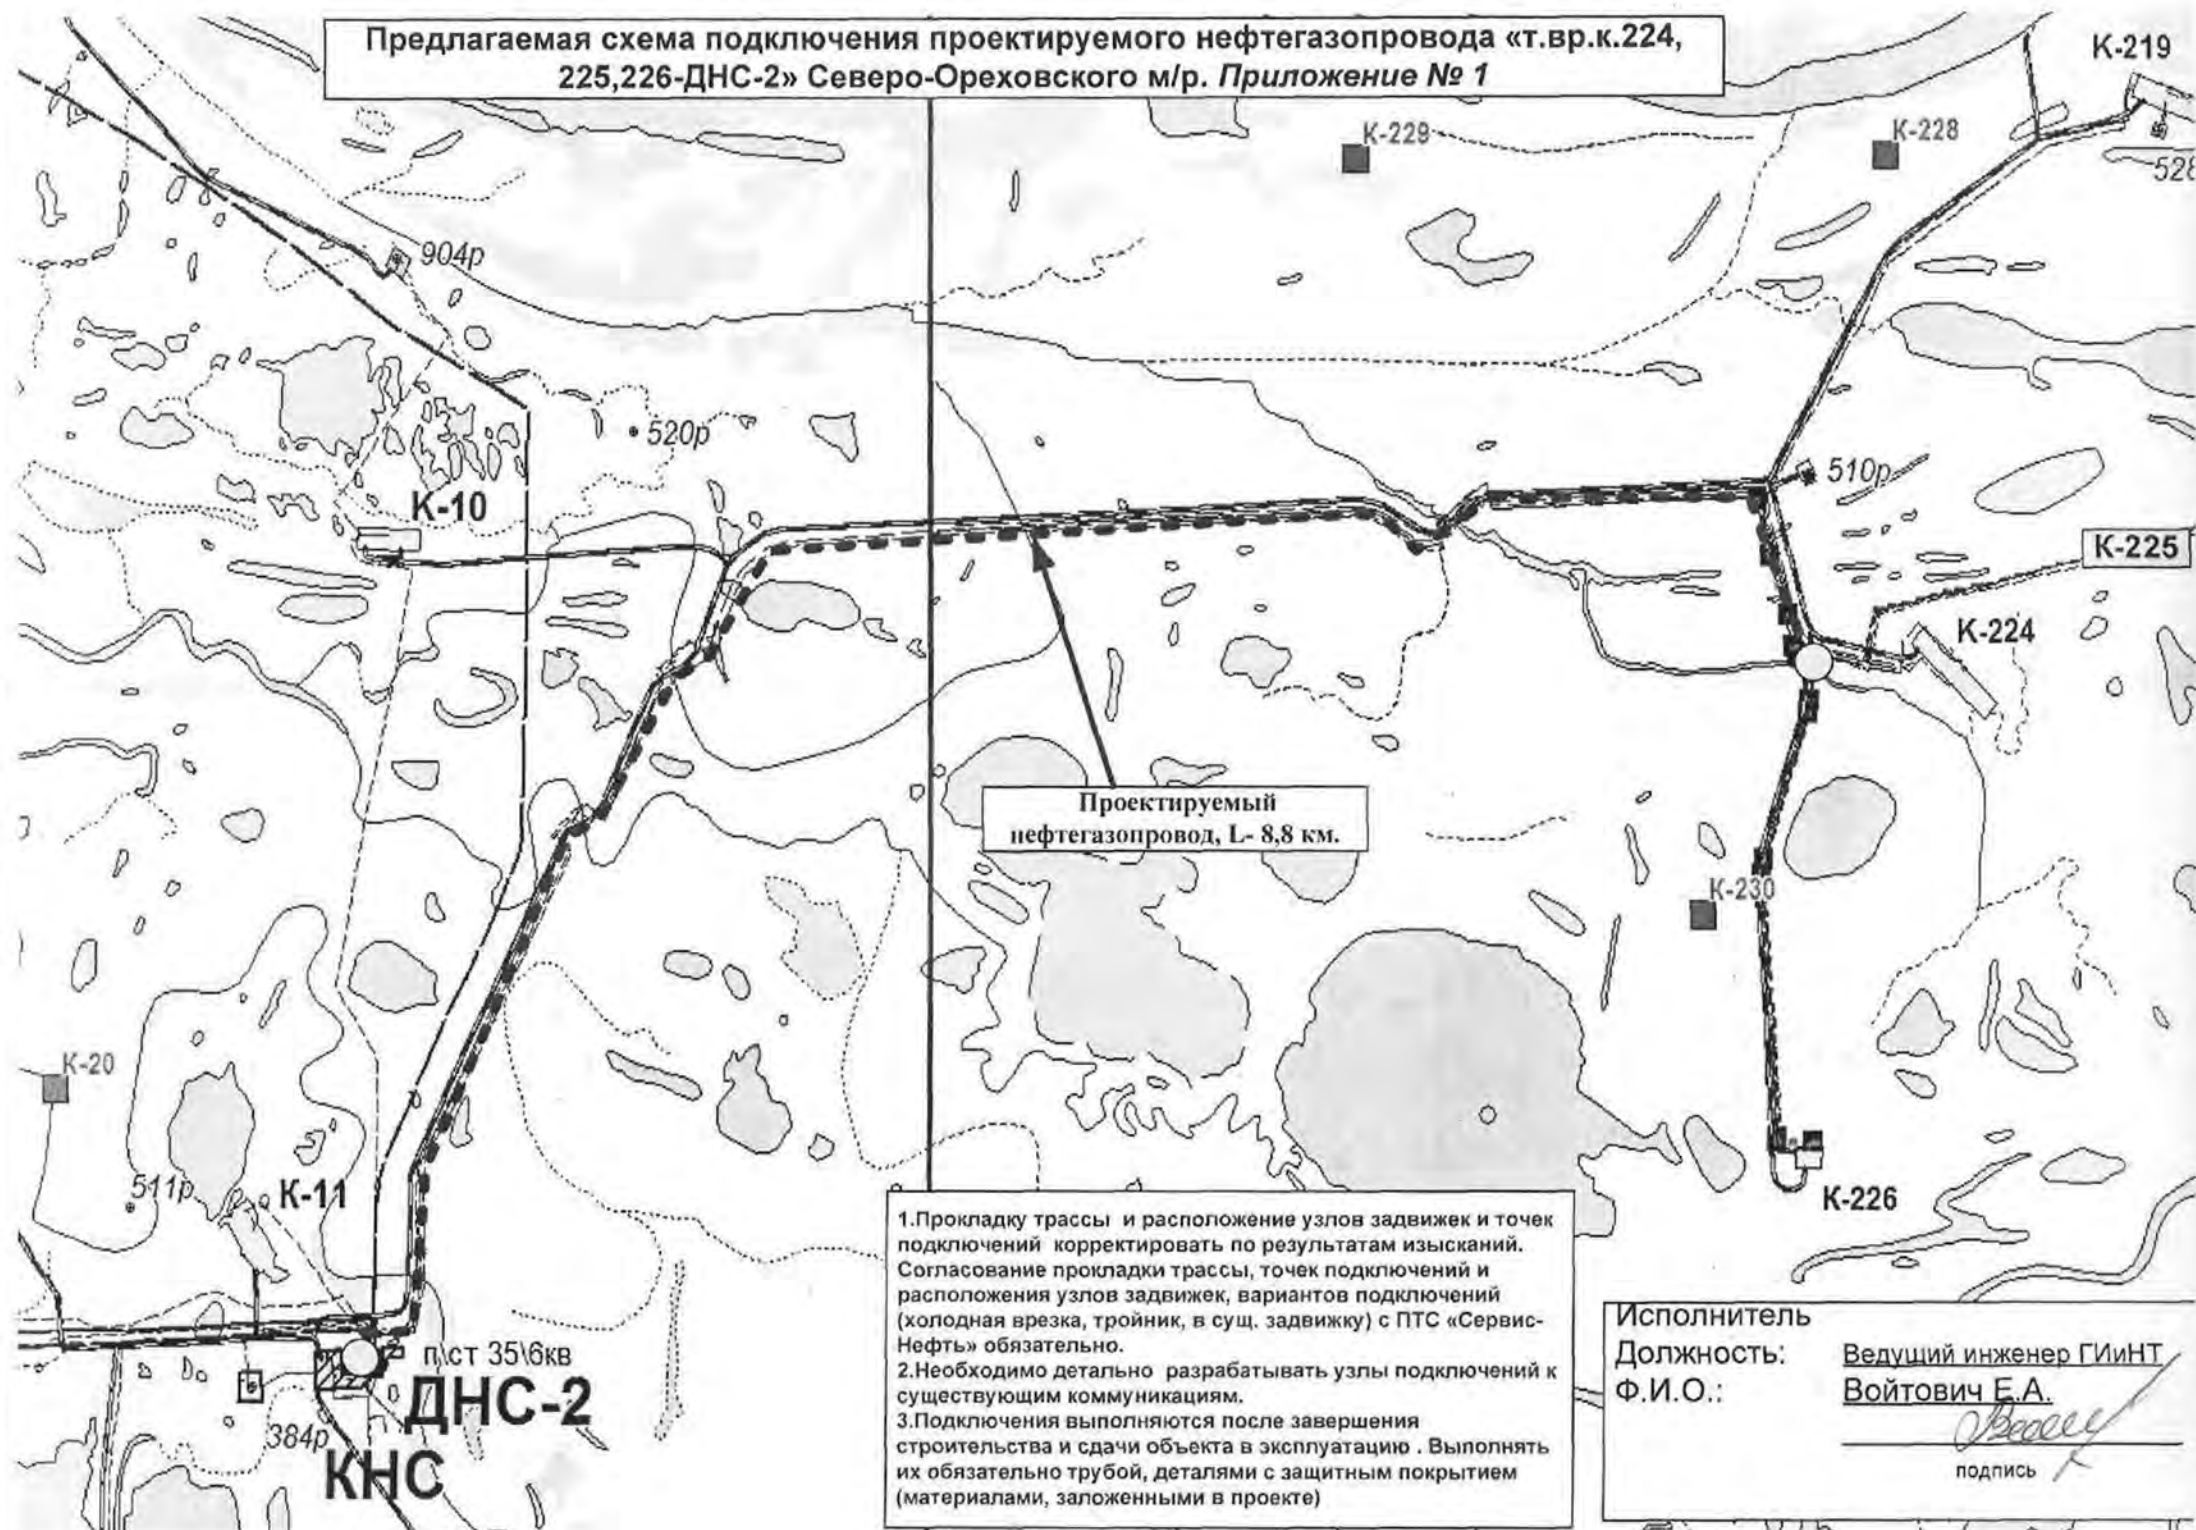 Предлагаемая схема подключения проектируемого нефтегазопровода «т.вр.к.224,
225,226-ДНС-2» Северо-Ореховского м/р. Приложение № 1
К-219
К-229
К-228
528
904р
520р
510р
К-10
К-225
К-224
Проектируемый
нефтегазопровод, L- 8,8 км.
К-230
К-20
511р
К-11
К-226
1.Прокладку трассы и расположение узлов задвижек и точек
подключений корректировать по результатам изысканий.
Согласование прокладки трассы, точек подключений и
расположения узлов задвижек, вариантов подключений
(холодная врезка, тройник, в сущ. задвижку) с ПТС «Сервис-
Нефть» обязательно.
2.Необходимо детально разрабатывать узлы подключений к
существующим коммуникациям.
3.Подключения выполняются после завершения
строительства и сдачи объекта в эксплуатацию . Выполнять
их обязательно трубой, деталями с защитным покрытием
(материалами, заложенными в проекте)
п\ст 35\6кв
ДНС-2
384р
КНС
Исполнитель
Должность: Ведущий инженер ГИиНТ
Ф.И.О.: Войтович Е.А.
подпись